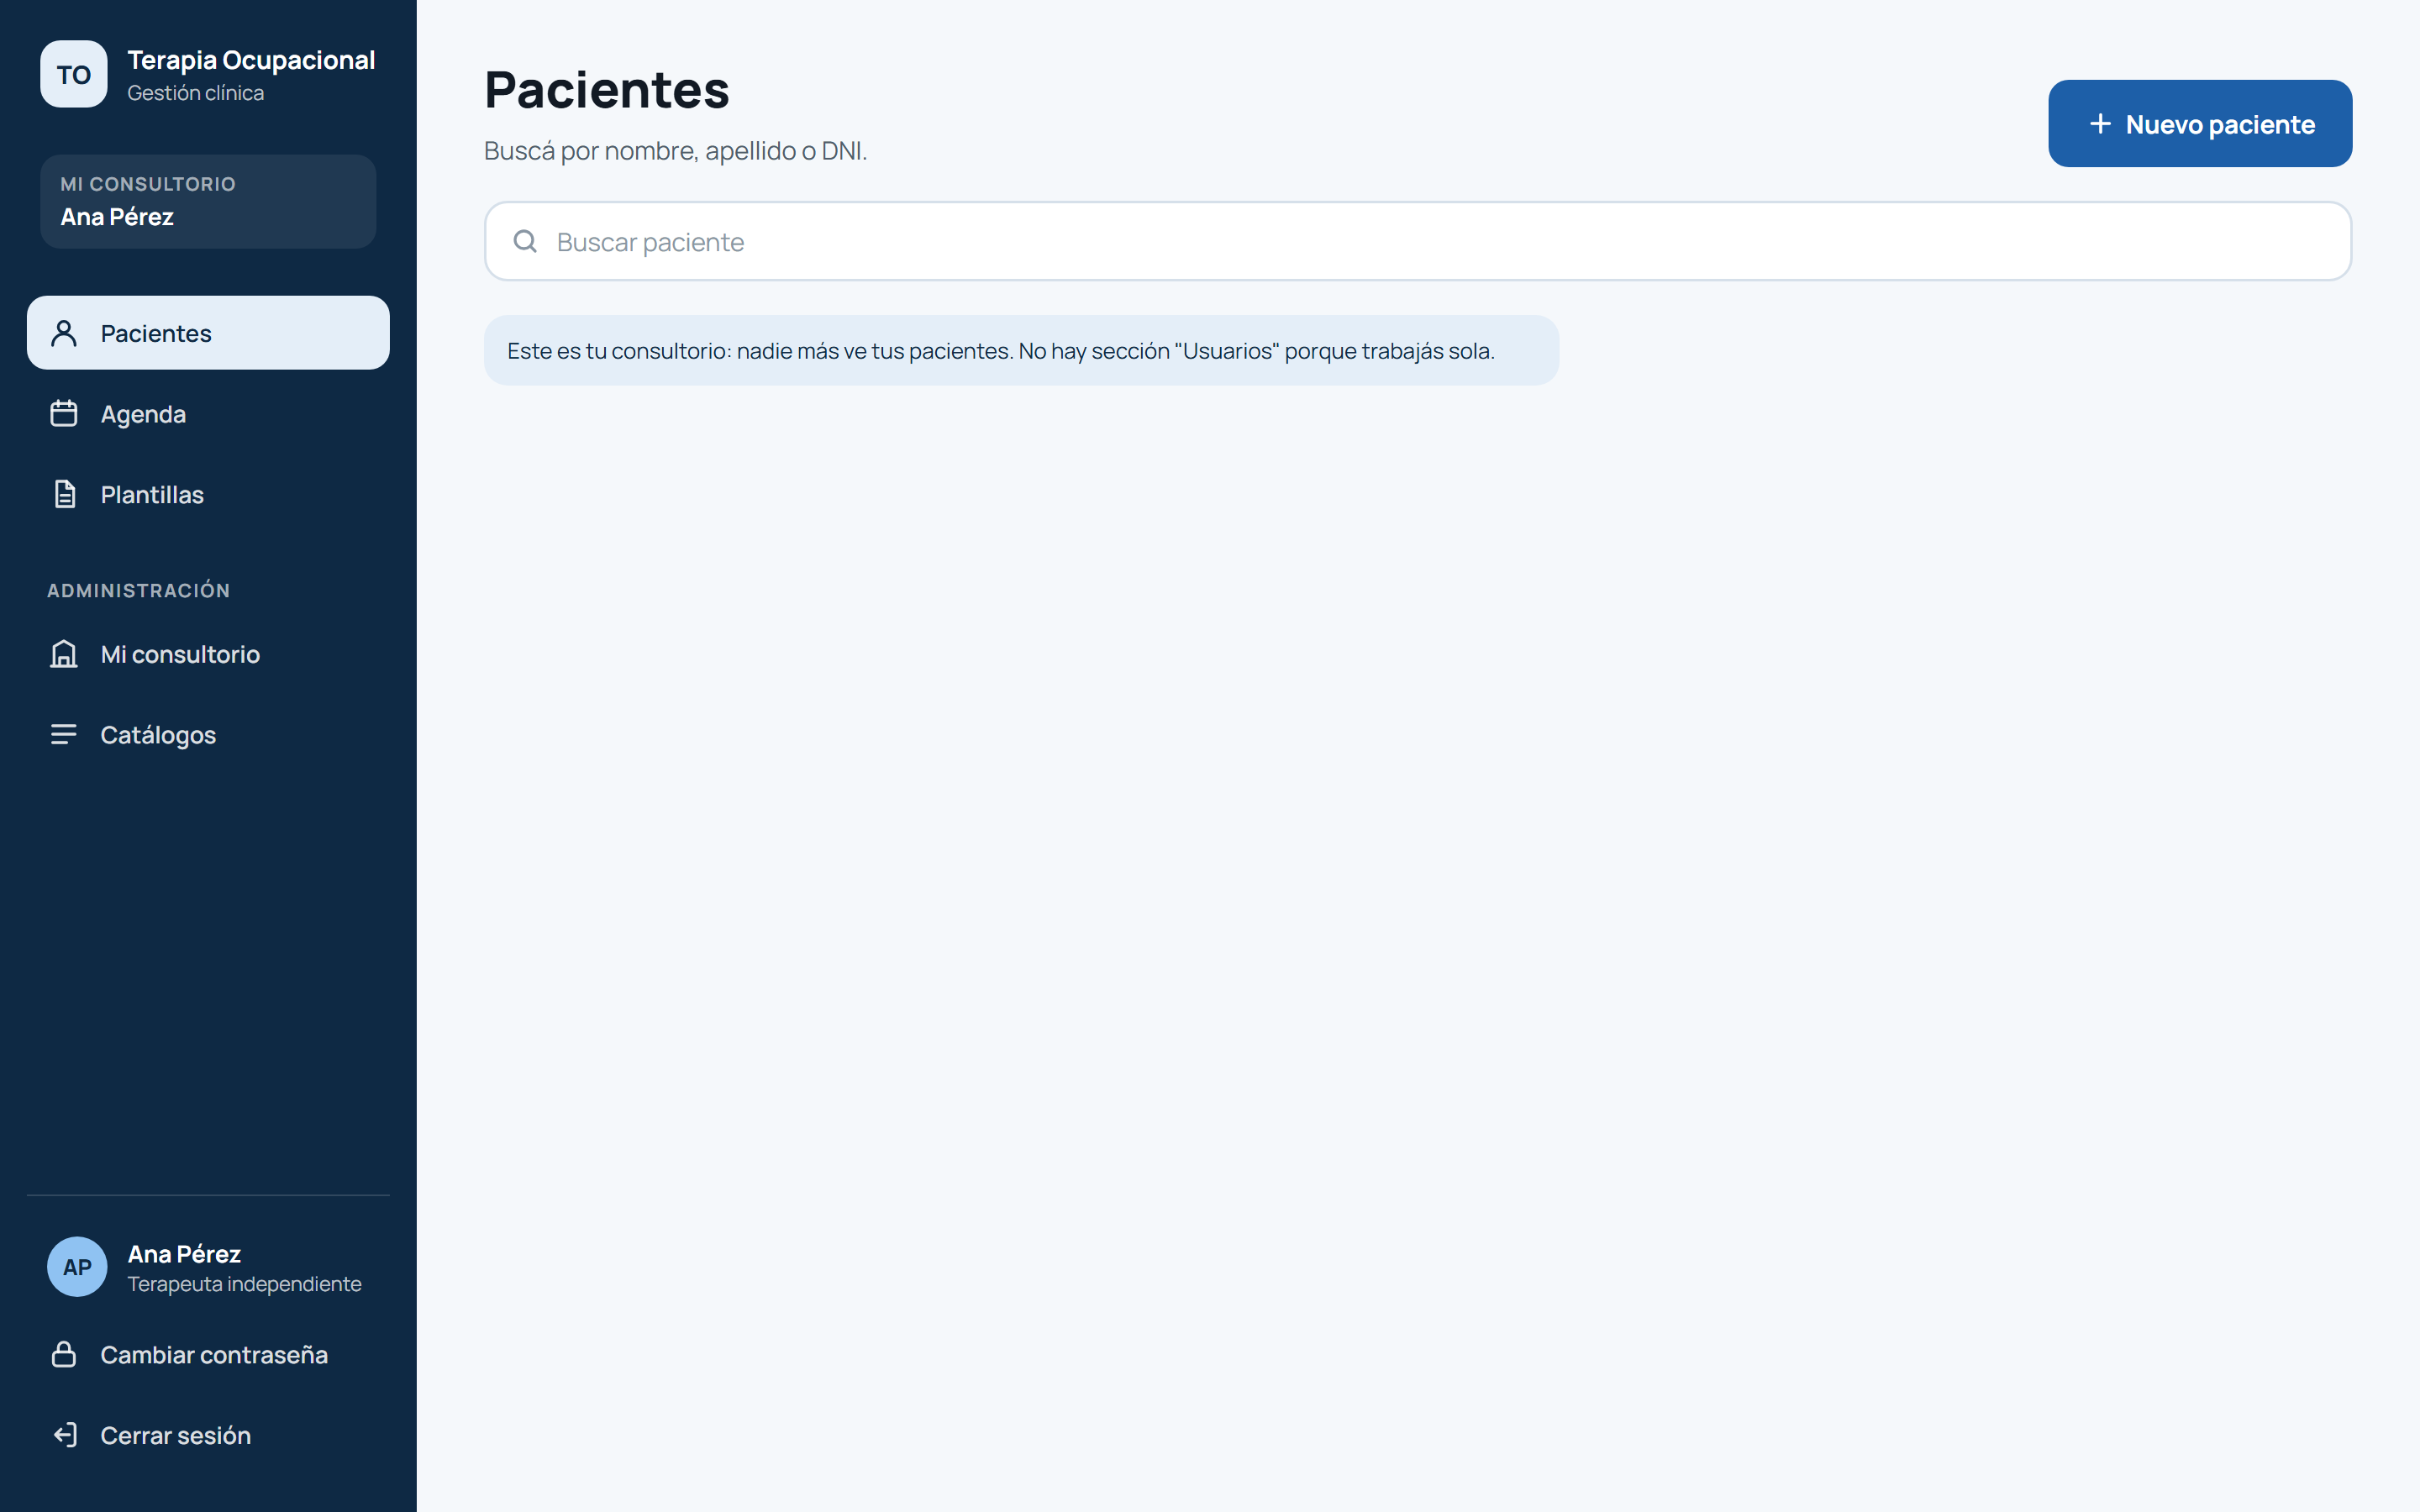 TO
Terapia Ocupacional
Gestión clínica
MI CONSULTORIO
Ana Pérez
Pacientes
Agenda
Plantillas
ADMINISTRACIÓN
Mi consultorio
Catálogos
AP
Ana Pérez
Terapeuta independiente
Cambiar contraseña
Cerrar sesión
Pacientes
Buscá por nombre, apellido o DNI.
+ Nuevo paciente
Buscar paciente
Este es tu consultorio: nadie más ve tus pacientes. No hay sección "Usuarios" porque trabajás sola.